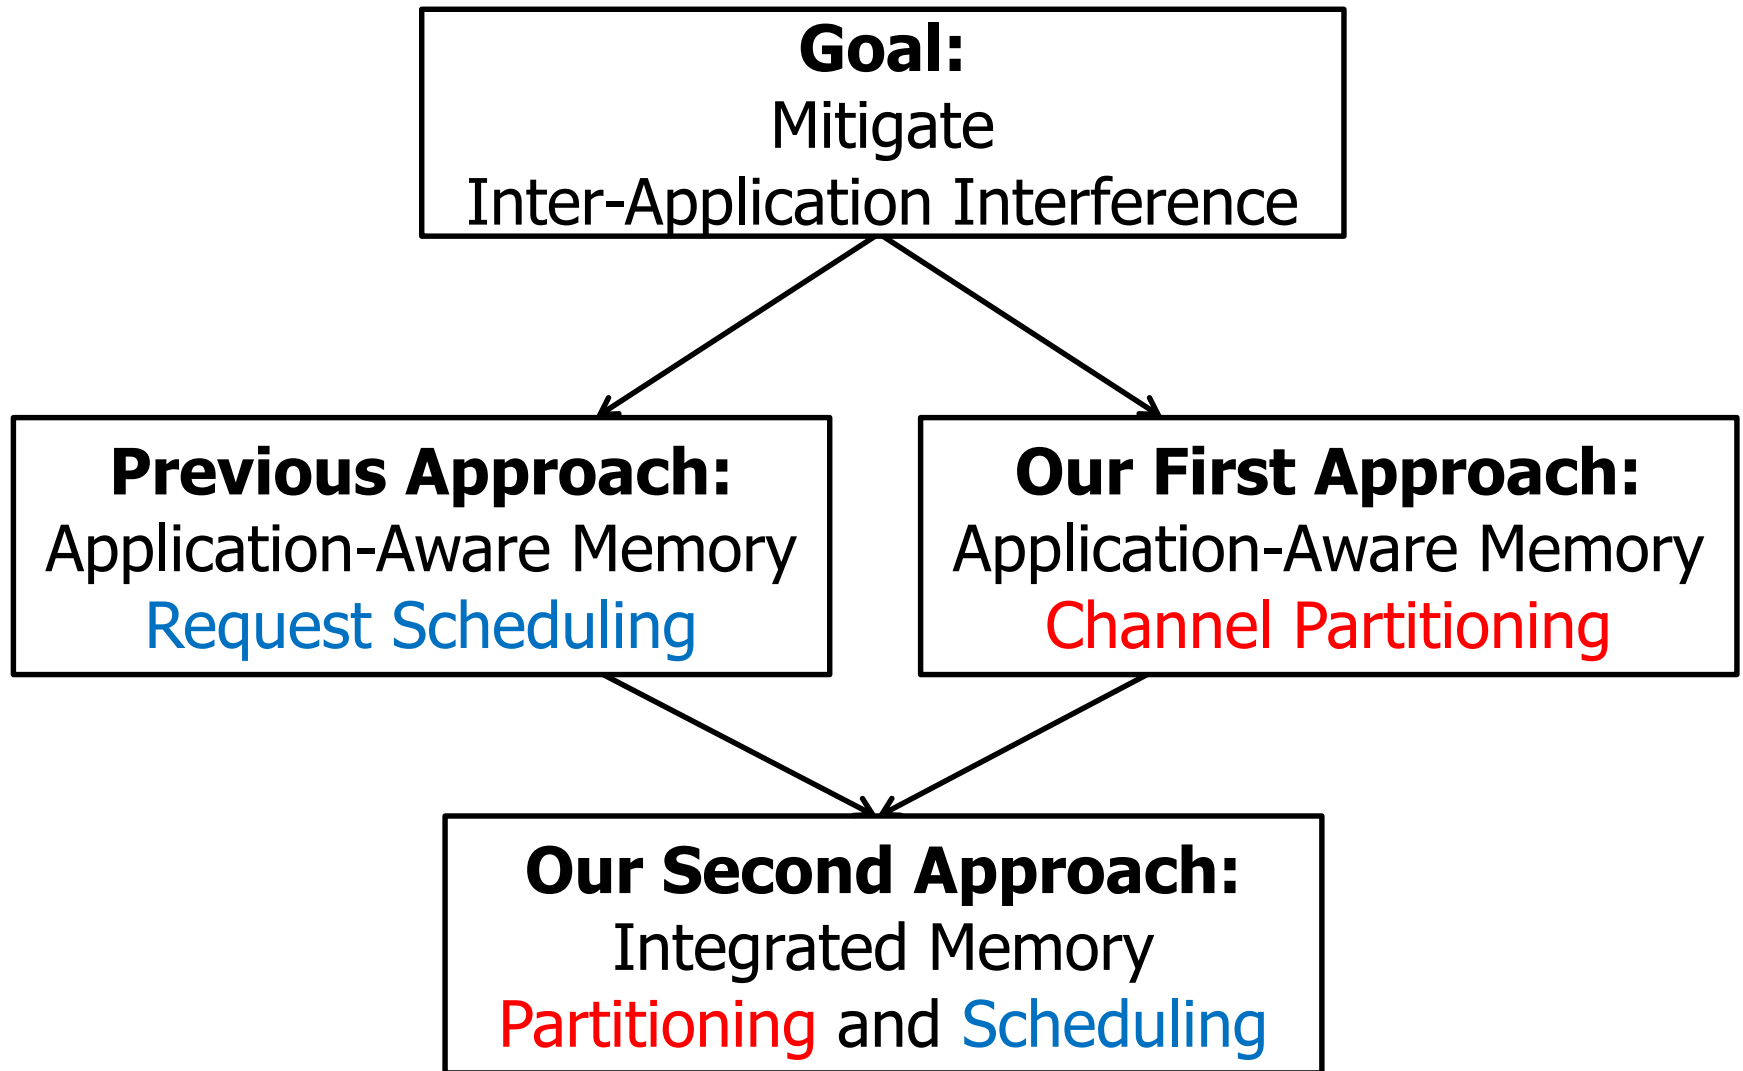 Goal:
Mitigate
Inter-Application Interference
Previous Approach:
Application-Aware Memory
Request Scheduling
Our First Approach:
Application-Aware Memory
Channel Partitioning
Our Second Approach:
Integrated Memory
Partitioning and Scheduling